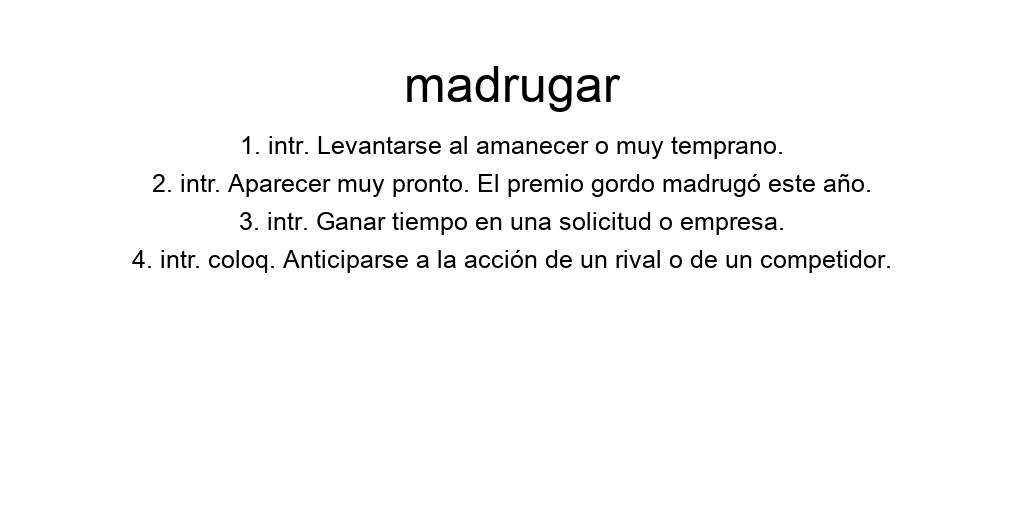 madrugar
1. intr. Levantarse al amanecer o muy temprano.
2. intr. Aparecer muy pronto. El premio gordo madrugó este año.
3. intr. Ganar tiempo en una solicitud o empresa.
4. intr. coloq. Anticiparse a la acción de un rival o de un competidor.